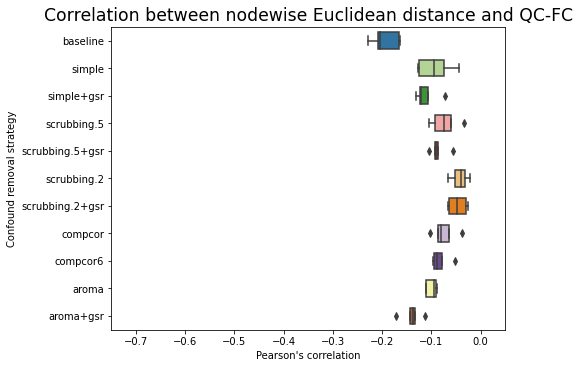 Correlation between nodewise Euclidean distance and QC-FC
Confound removal strategy
baseline
simple
simple+gsr
scrubbing.5
scrubbing.5+gsr
scrubbing.2
scrubbing.2+gsr
compcor
compcor6
aroma
aroma+gsr
−0.7 −0.6 −0.5 −0.4 −0.3 −0.2 −0.1 0.0
Pearson's correlation